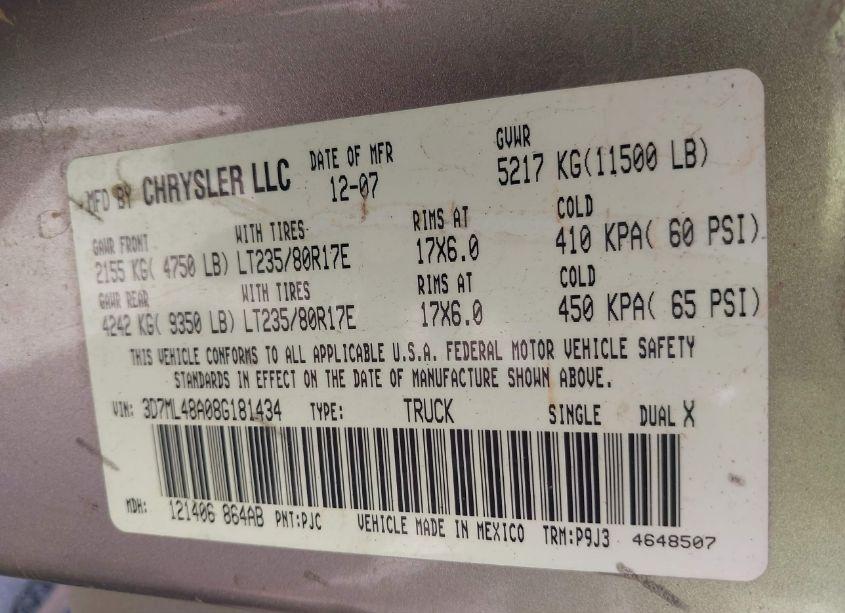 MFD BY CHRYSLER LLC DATE OF MFR 12-07 GVWR 5217 KG(11500 LB)
GAWR FRONT WITH TIRES RIMS AT COLD
2155 KG( 4750 LB) LT235/80R17E 17X6.0 410 KPA( 60 PSI)
GAWR REAR WITH TIRES RIMS AT COLD
4242 KG( 9350 LB) LT235/80R17E 17X6.0 450 KPA( 65 PSI)
THIS VEHICLE CONFORMS TO ALL APPLICABLE U.S.A. FEDERAL MOTOR VEHICLE SAFETY
STANDARDS IN EFFECT ON THE DATE OF MANUFACTURE SHOWN ABOVE.
VIN: 3D7ML48A08G181434 TYPE: TRUCK SINGLE DUAL X
MDH: 121406 864AB PNT:PJC VEHICLE MADE IN MEXICO TRM:P9J3 4648507